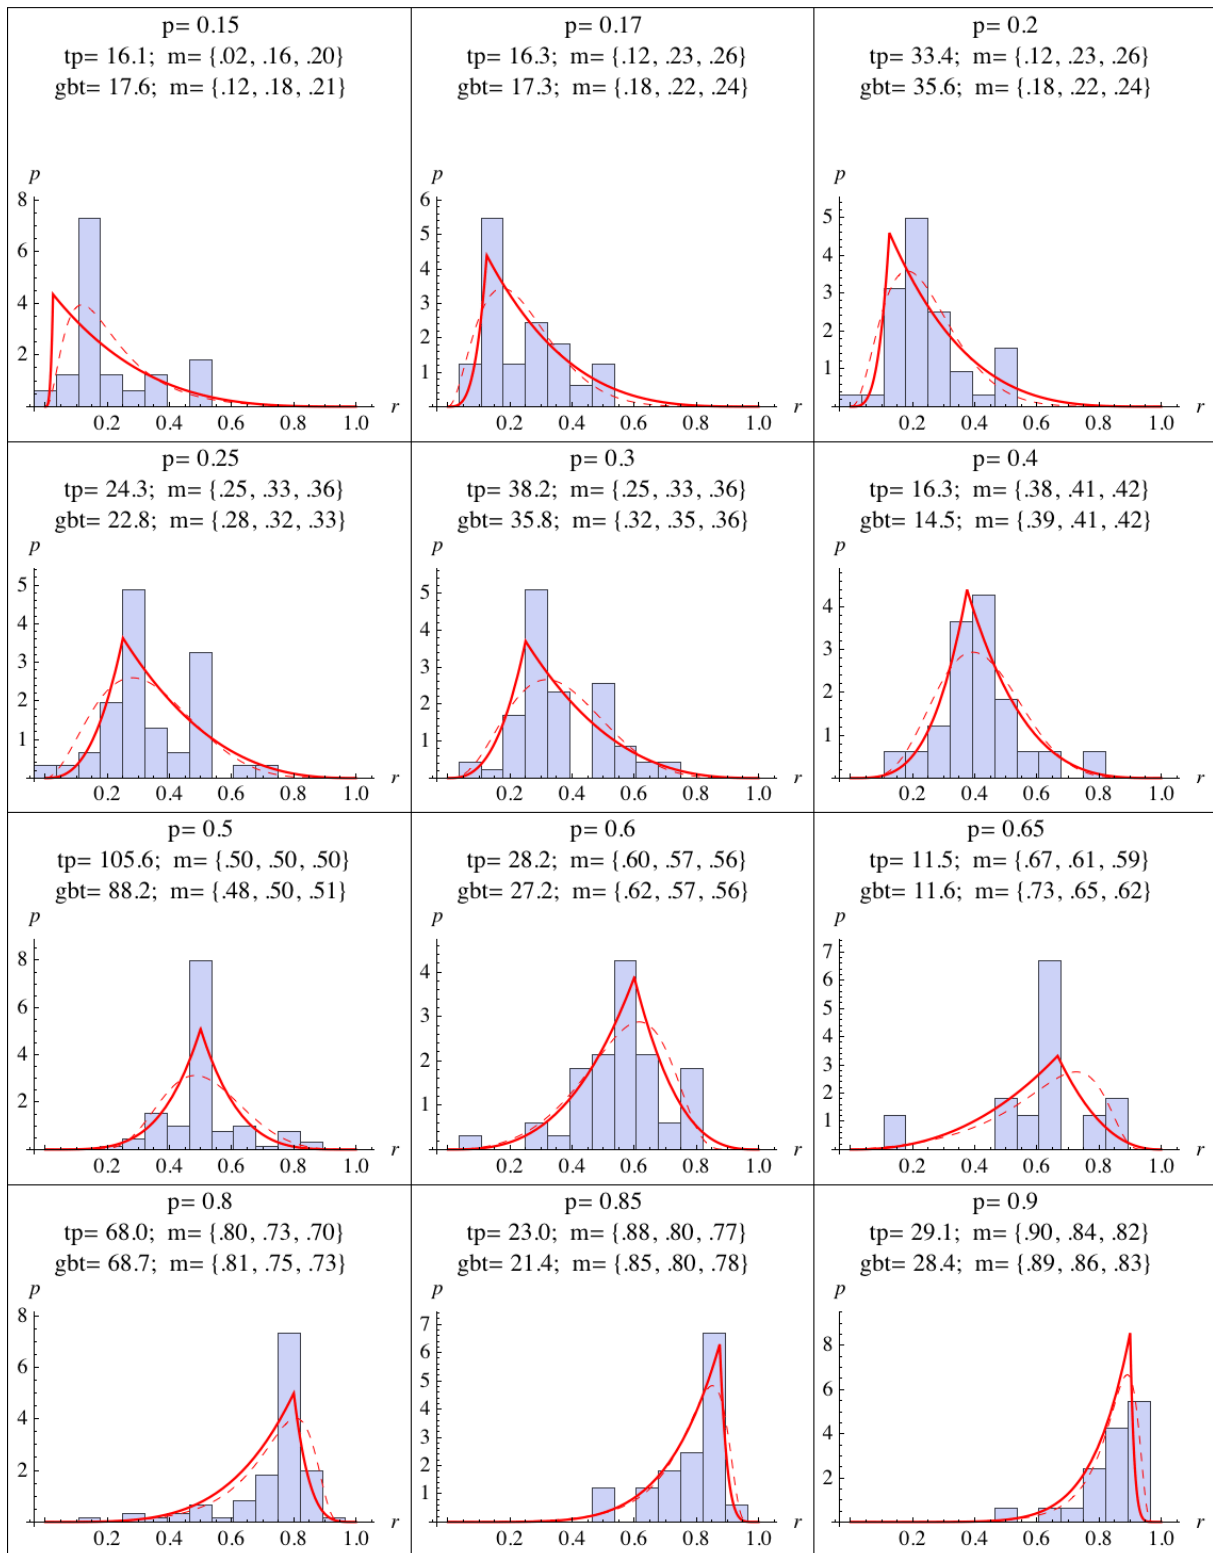 p= 0.15
tp= 16.1; m= {.02, .16, .20}
gbt= 17.6; m= {.12, .18, .21}
p
8
6
4
2
0.2 0.4 0.6 0.8 1.0 r
p= 0.17
tp= 16.3; m= {.12, .23, .26}
gbt= 17.3; m= {.18, .22, .24}
p
6
5
4
3
2
1
0.2 0.4 0.6 0.8 1.0 r
p= 0.2
tp= 33.4; m= {.12, .23, .26}
gbt= 35.6; m= {.18, .22, .24}
p
5
4
3
2
1
0.2 0.4 0.6 0.8 1.0 r
p= 0.25
tp= 24.3; m= {.25, .33, .36}
gbt= 22.8; m= {.28, .32, .33}
p
5
4
3
2
1
0.2 0.4 0.6 0.8 1.0 r
p= 0.3
tp= 38.2; m= {.25, .33, .36}
gbt= 35.8; m= {.32, .35, .36}
p
5
4
3
2
1
0.2 0.4 0.6 0.8 1.0 r
p= 0.4
tp= 16.3; m= {.38, .41, .42}
gbt= 14.5; m= {.39, .41, .42}
p
4
3
2
1
0.2 0.4 0.6 0.8 1.0 r
p= 0.5
tp= 105.6; m= {.50, .50, .50}
gbt= 88.2; m= {.48, .50, .51}
p
8
6
4
2
0.2 0.4 0.6 0.8 1.0 r
p= 0.6
tp= 28.2; m= {.60, .57, .56}
gbt= 27.2; m= {.62, .57, .56}
p
4
3
2
1
0.2 0.4 0.6 0.8 1.0 r
p= 0.65
tp= 11.5; m= {.67, .61, .59}
gbt= 11.6; m= {.73, .65, .62}
p
7
6
5
4
3
2
1
0.2 0.4 0.6 0.8 1.0 r
p= 0.8
tp= 68.0; m= {.80, .73, .70}
gbt= 68.7; m= {.81, .75, .73}
p
8
6
4
2
0.2 0.4 0.6 0.8 1.0 r
p= 0.85
tp= 23.0; m= {.88, .80, .77}
gbt= 21.4; m= {.85, .80, .78}
p
7
6
5
4
3
2
1
0.2 0.4 0.6 0.8 1.0 r
p= 0.9
tp= 29.1; m= {.90, .84, .82}
gbt= 28.4; m= {.89, .86, .83}
p
8
6
4
2
0.2 0.4 0.6 0.8 1.0 r